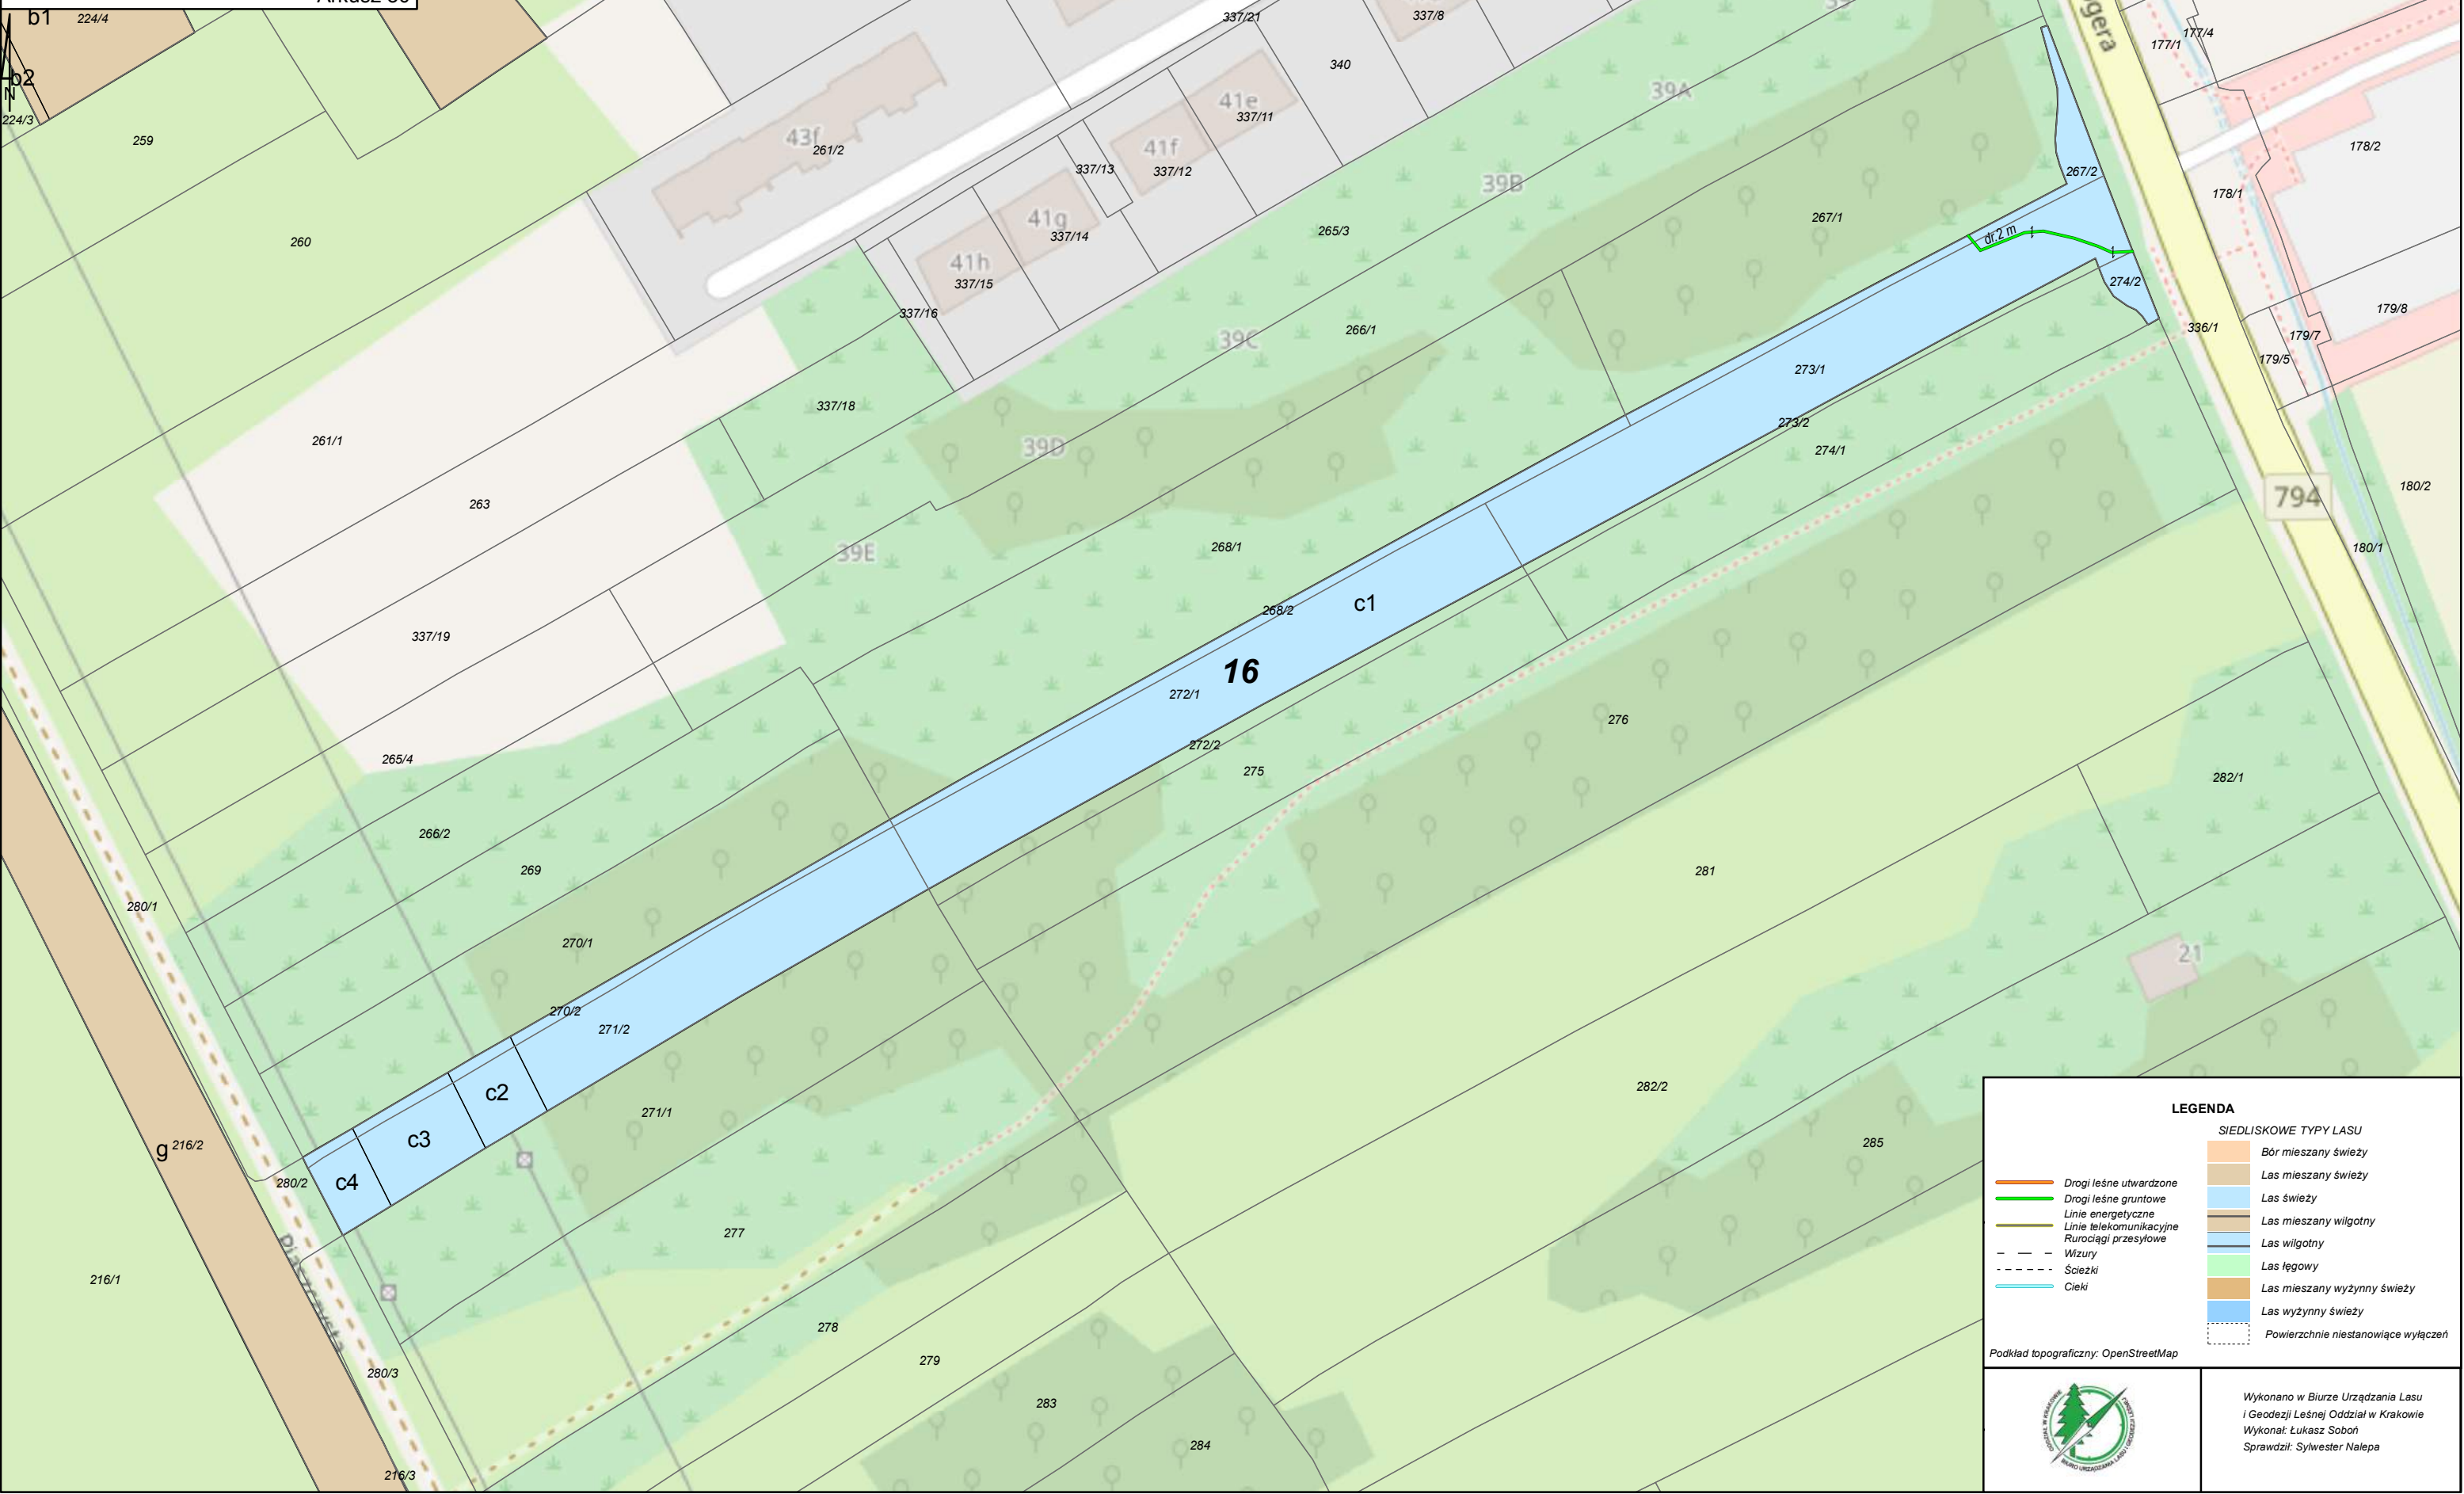 b1
224/4
b2
N
224/3
259
260
337/21
337/8
340
39A
43f
261/2
41e
337/11
41f
337/12
337/13
41g
337/14
41h
337/15
337/16
39B
265/3
267/1
267/2
dr.2 m
274/2
177/1
177/4
178/2
178/1
336/1
179/8
179/7
179/5
39C
266/1
273/1
273/2
274/1
337/18
39D
261/1
263
39E
268/1
268/2
c1
16
272/1
272/2
275
276
794
180/2
180/1
337/19
265/4
266/2
269
270/1
270/2
271/2
271/1
280/1
281
282/1
21
282/2
285
c2
c3
c4
g
216/2
280/2
277
Piaszczysta
216/1
278
279
280/3
283
284
216/3
LEGENDA
SIEDLISKOWE TYPY LASU
Bór mieszany świeży
Las mieszany świeży
Las świeży
Las mieszany wilgotny
Las wilgotny
Las łęgowy
Las mieszany wyżynny świeży
Las wyżynny świeży
Powierzchnie niestanowiące wyłączeń
Drogi leśne utwardzone
Drogi leśne gruntowe
Linie energetyczne
Linie telekomunikacyjne
Rurociągi przesyłowe
Wizury
Ścieżki
Cieki
Podkład topograficzny: OpenStreetMap
ODDZIAŁ W KRAKOWIE
BIURO URZĄDZANIA LASU I GEODEZJI LEŚNEJ
Wykonano w Biurze Urządzania Lasu
i Geodezji Leśnej Oddział w Krakowie
Wykonał: Łukasz Soboń
Sprawdził: Sylwester Nalepa